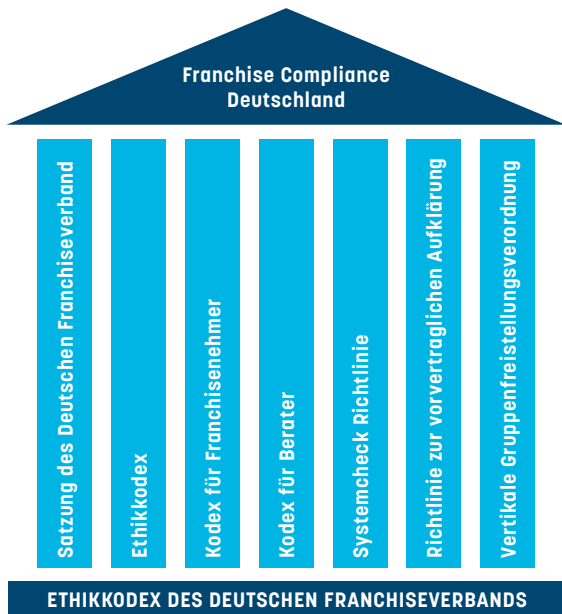 Franchise Compliance
Deutschland
Satzung des Deutschen Franchiseverband
Ethikkodex
Kodex für Franchisenehmer
Kodex für Berater
Systemcheck Richtlinie
Richtlinie zur vorvertraglichen Aufklärung
Vertikale Gruppenfreistellungsverordnung
ETHIKKODEX DES DEUTSCHEN FRANCHISEVERBANDS